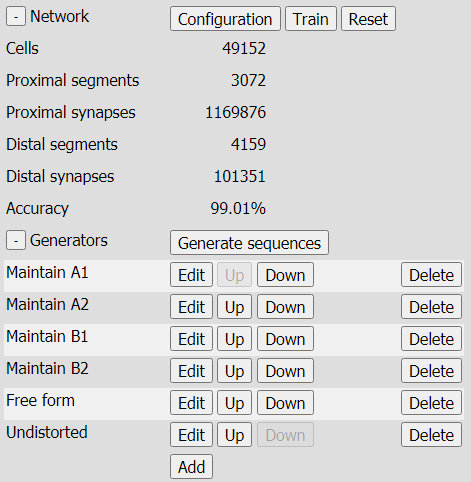 - Network Configuration Train Reset
Cells 49152
Proximal segments 3072
Proximal synapses 1169876
Distal segments 4159
Distal synapses 101351
Accuracy 99.01%
- Generators Generate sequences
Maintain A1 Edit Up Down Delete
Maintain A2 Edit Up Down Delete
Maintain B1 Edit Up Down Delete
Maintain B2 Edit Up Down Delete
Free form Edit Up Down Delete
Undistorted Edit Up Down Delete
Add